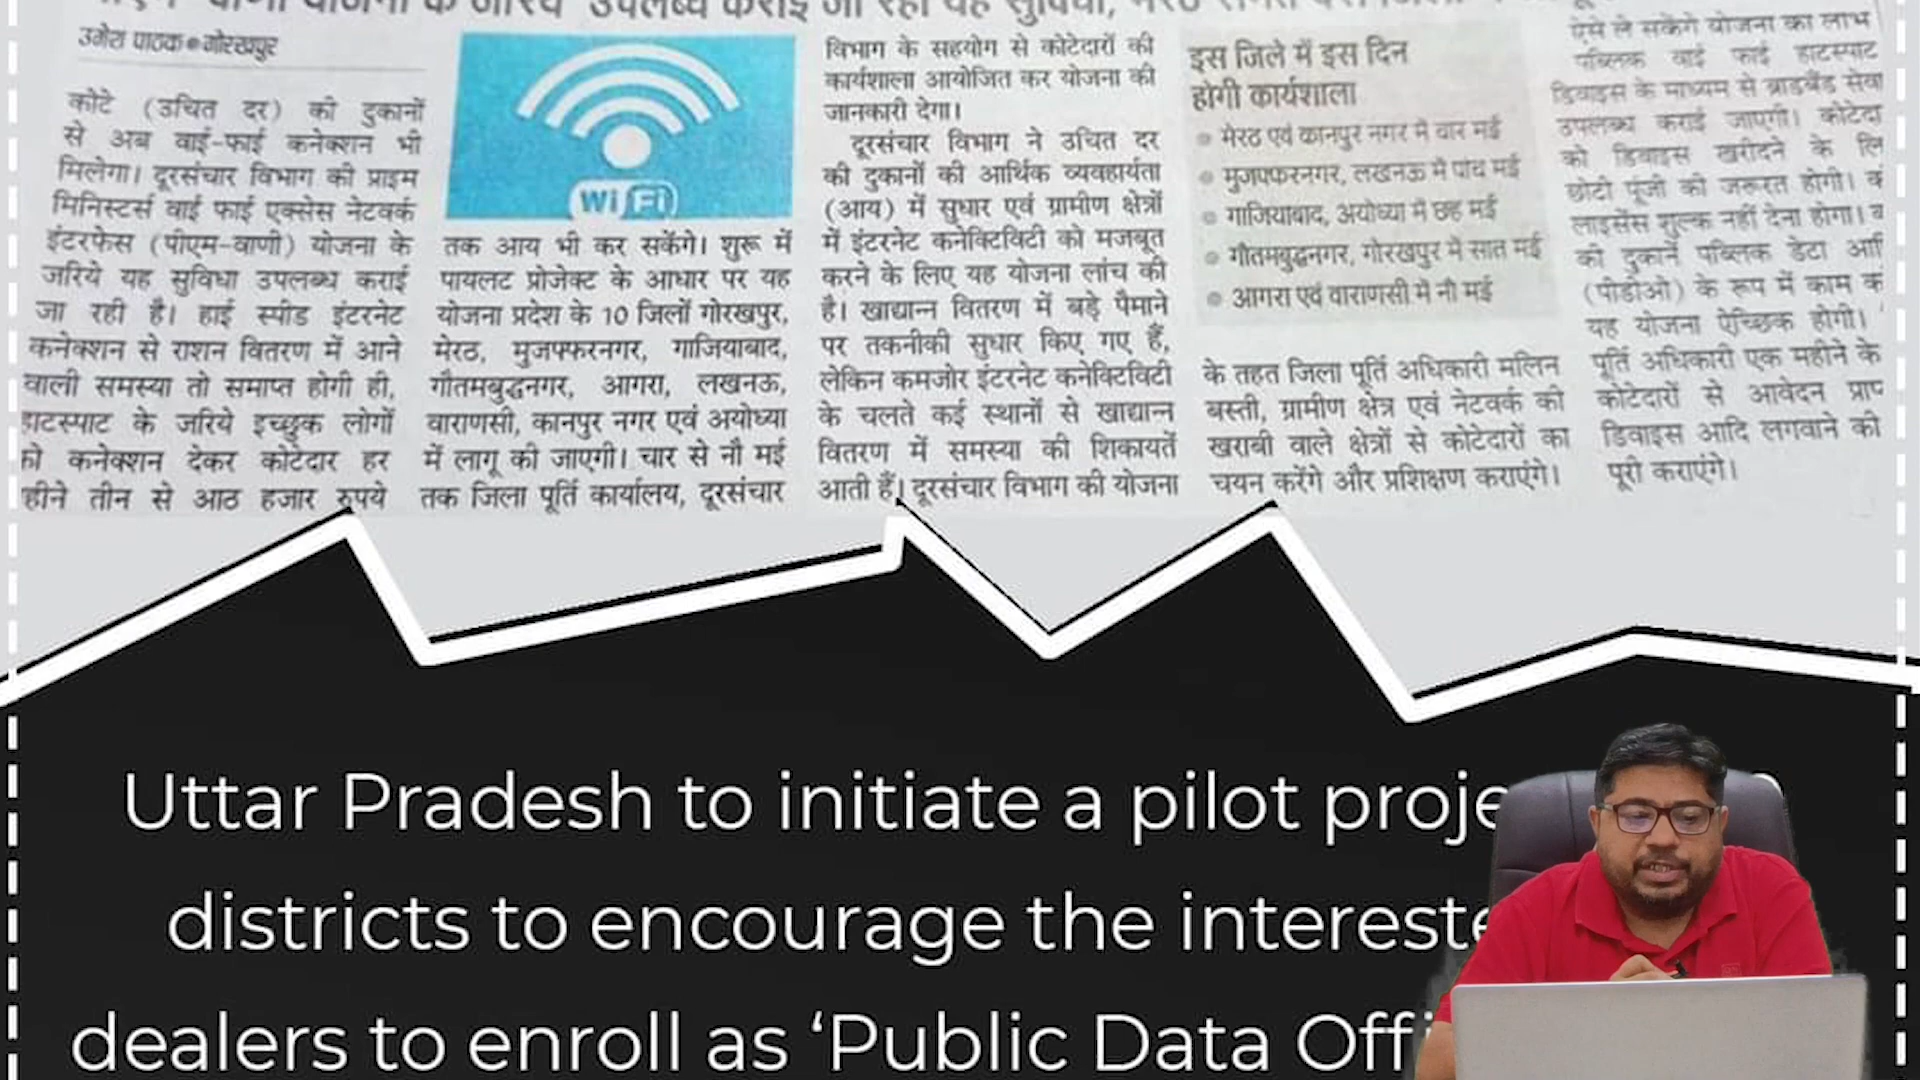 उपलब्ध कराई जा रही यह सुविधा,
उमेश पाठक ● गोरखपुर
कोटे (उचित दर) की दुकानों
से अब वाई-फाई कनेक्शन भी
मिलेगा। दूरसंचार विभाग की प्राइम
मिनिस्टर्स वाई फाई एक्सेस नेटवर्क
इंटरफेस (पीएम-वाणी) योजना के
जरिये यह सुविधा उपलब्ध कराई
जा रही है। हाई स्पीड इंटरनेट
कनेक्शन से राशन वितरण में आने
वाली समस्या तो समाप्त होगी ही,
हाटस्पाट के जरिये इच्छुक लोगों
को कनेक्शन देकर कोटेदार हर
हीने तीन से आठ हजार रुपये
WiFi
तक आय भी कर सकेंगे। शुरू में
पायलट प्रोजेक्ट के आधार पर यह
योजना प्रदेश के 10 जिलों गोरखपुर,
मेरठ, मुजफ्फरनगर, गाजियाबाद,
गौतमबुद्धनगर, आगरा, लखनऊ,
वाराणसी, कानपुर नगर एवं अयोध्या
में लागू की जाएगी। चार से नौ मई
तक जिला पूर्ति कार्यालय, दूरसंचार
विभाग के सहयोग से कोटेदारों की
कार्यशाला आयोजित कर योजना की
जानकारी देगा।
दूरसंचार विभाग ने उचित दर
की दुकानों की आर्थिक व्यवहार्यता
(आय) में सुधार एवं ग्रामीण क्षेत्रों
में इंटरनेट कनेक्टिविटी को मजबूत
करने के लिए यह योजना लांच की
है। खाद्यान्न वितरण में बड़े पैमाने
पर तकनीकी सुधार किए गए हैं,
लेकिन कमजोर इंटरनेट कनेक्टिविटी
के चलते कई स्थानों से खाद्यान्न
वितरण में समस्या की शिकायतें
आती हैं। दूरसंचार विभाग की योजना
इस जिले में इस दिन
होगी कार्यशाला
● मेरठ एवं कानपुर नगर में चार मई
● मुजफ्फरनगर, लखनऊ में पांच मई
● गाजियाबाद, अयोध्या में छह मई
● गौतमबुद्धनगर, गोरखपुर में सात मई
● आगरा एवं वाराणसी में नौ मई
के तहत जिला पूर्ति अधिकारी मलिन
बस्ती, ग्रामीण क्षेत्र एवं नेटवर्क की
खराबी वाले क्षेत्रों से कोटेदारों का
चयन करेंगे और प्रशिक्षण कराएंगे।
ऐसे ले सकेंगे योजना का लाभ
पब्लिक वाई फाई हाटस्पाट
डिवाइस के माध्यम से ब्राडबैंड सेवा
उपलब्ध कराई जाएगी। कोटेदा
को डिवाइस खरीदने के लि
छोटी पूंजी की जरूरत होगी।
लाइसेंस शुल्क नहीं देना होगा।
की दुकानें पब्लिक डेटा आफि
(पीडीओ) के रूप में काम
यह योजना ऐच्छिक होगी।
पूर्ति अधिकारी एक महीने के
कोटेदारों से आवेदन प्राप
डिवाइस आदि लगवाने की
पूरी कराएंगे।
Uttar Pradesh to initiate a pilot proje
districts to encourage the intereste
dealers to enroll as ‘Public Data Offi